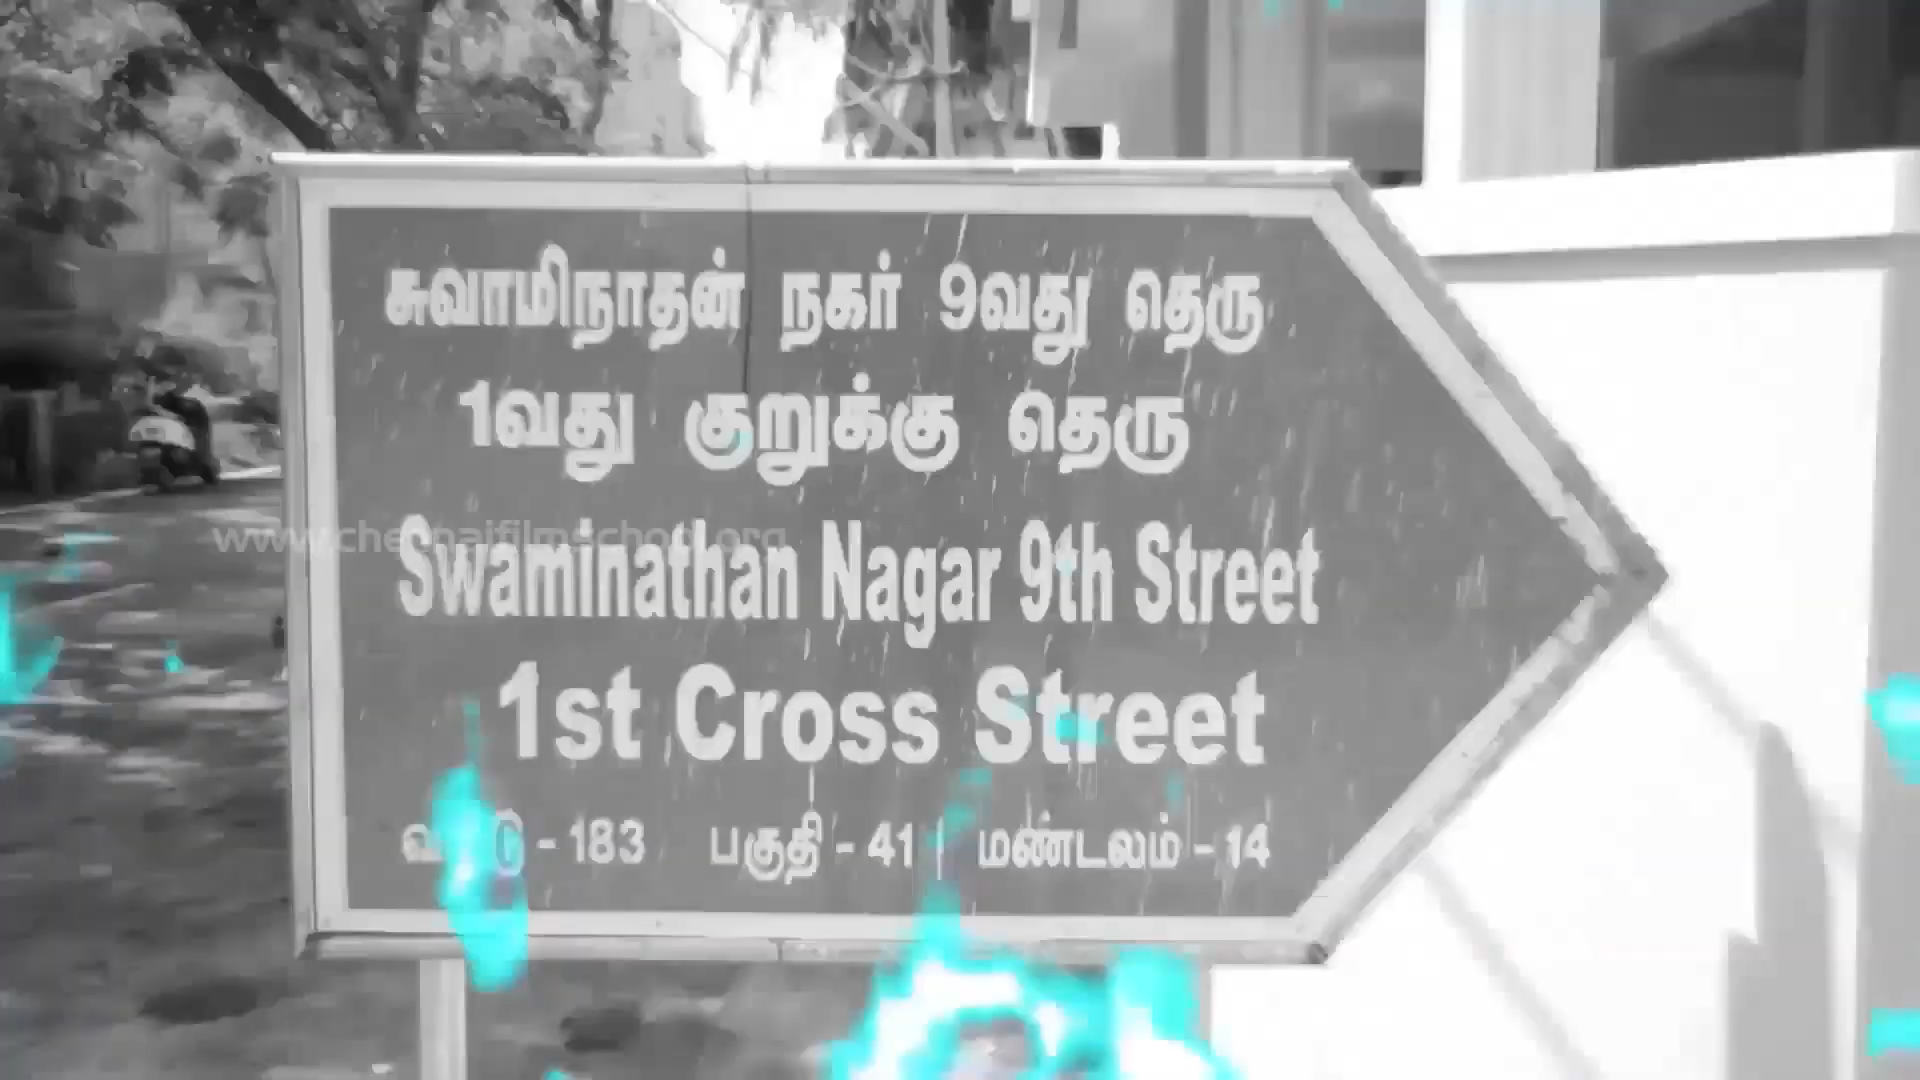 சுவாமிநாதன் நகர் 9வது தெரு
1வது குறுக்கு தெரு
www.chennaifilmschool.org
Swaminathan Nagar 9th Street
1st Cross Street
- 183 பகுதி - 41 மண்டலம் - 14